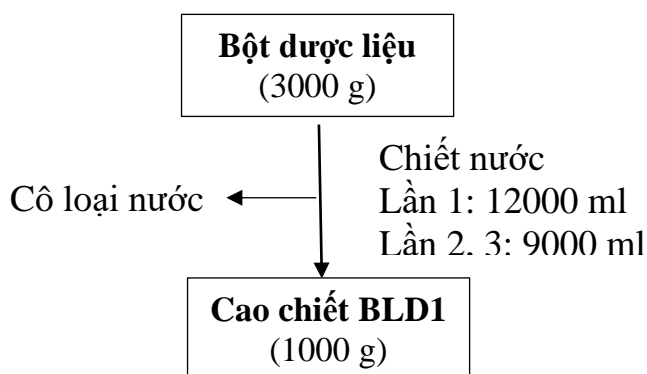 Bột dược liệu
(3000 g)
Chiết nước
Lần 1: 12000 ml
Lần 2, 3: 9000 ml
Cô loại nước
Cao chiết BLD1
(1000 g)